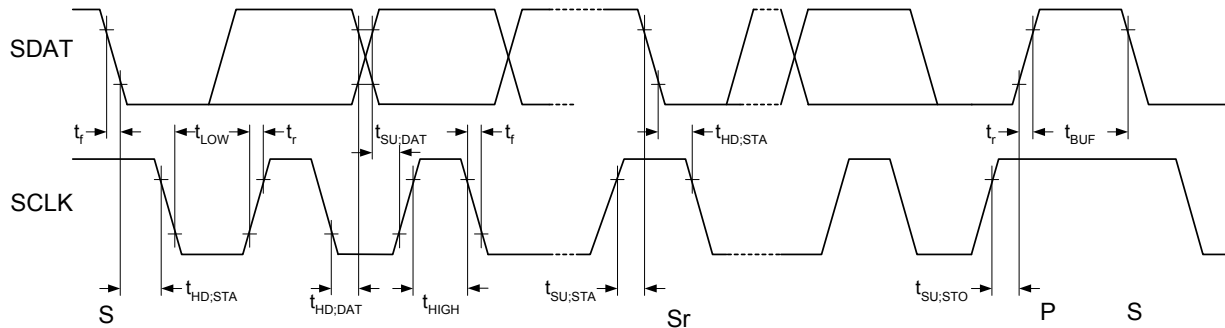 SDAT
t_f t_LOW t_r t_SU;DAT t_f t_HD;STA t_r t_BUF
SCLK
t_HD;STA t_HD;DAT t_HIGH t_SU;STA t_SU;STO
S Sr P S